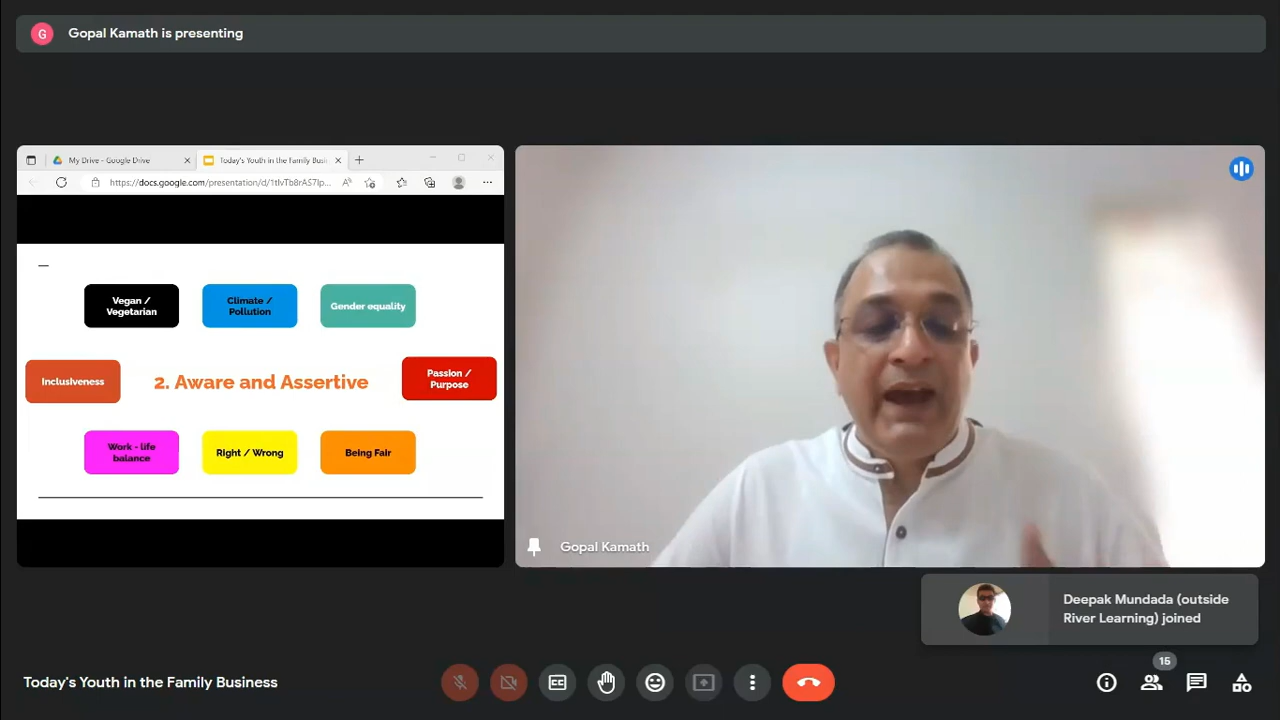 G
Gopal Kamath is presenting
My Drive - Google Drive
Today's Youth in the Family Busi
https://docs.google.com/presentation/d/1tIvTb8rAS7Ip...
Vegan /
Vegetarian
Climate /
Pollution
Gender equality
Inclusiveness
2. Aware and Assertive
Passion /
Purpose
Work - life
balance
Right / Wrong
Being Fair
Gopal Kamath
Deepak Mundada (outside
River Learning) joined
Today's Youth in the Family Business
CC
15